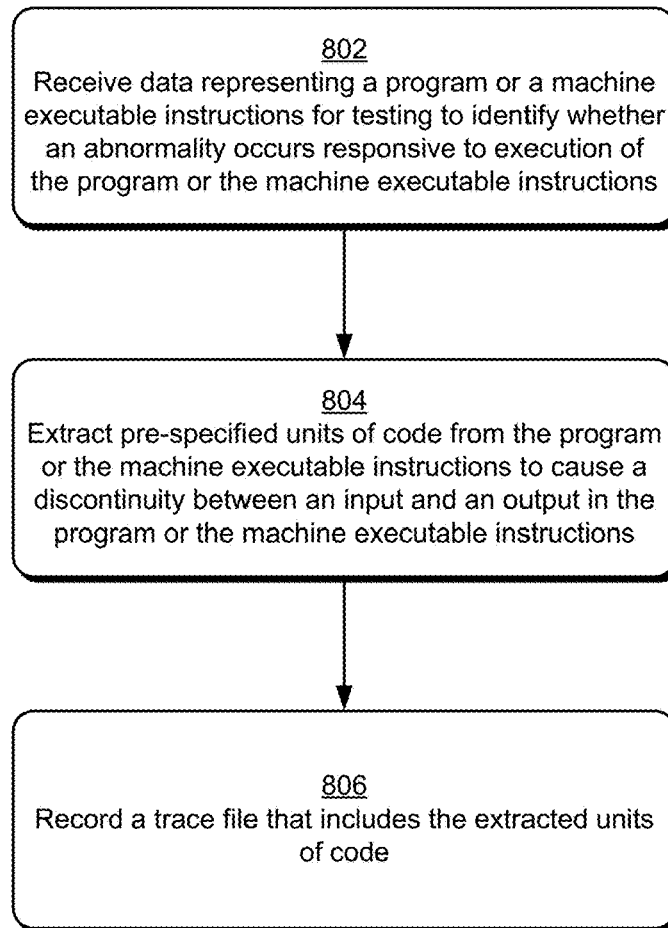 802
Receive data representing a program or a machine
executable instructions for testing to identify whether
an abnormality occurs responsive to execution of
the program or the machine executable instructions
804
Extract pre-specified units of code from the program
or the machine executable instructions to cause a
discontinuity between an input and an output in the
program or the machine executable instructions
806
Record a trace file that includes the extracted units
of code